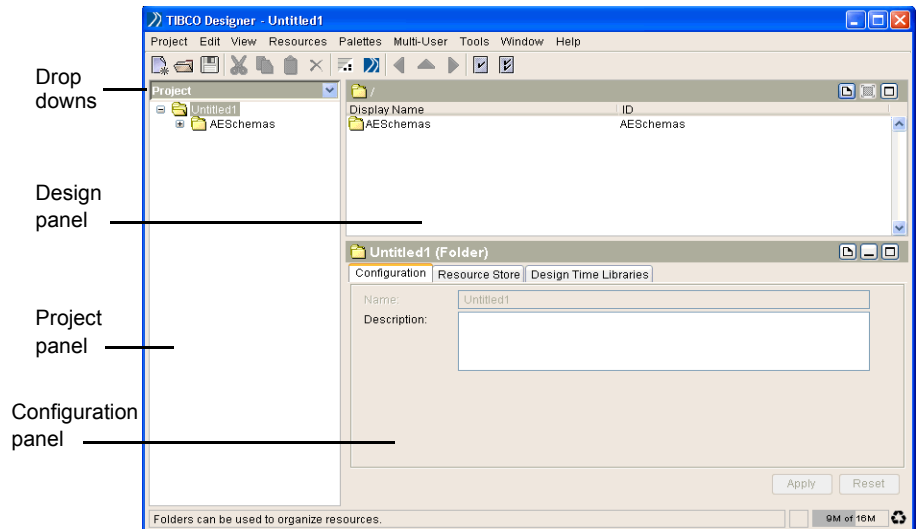 TIBCO Designer - Untitled1
Project Edit View Resources Palettes Multi-User Tools Window Help
Drop
downs
Project
/
Untitled1
AESchemas
Display Name ID
AESchemas AESchemas
Design
panel
Untitled1 (Folder)
Configuration Resource Store Design Time Libraries
Name: Untitled1
Description:
Project
panel
Configuration
panel
Apply Reset
Folders can be used to organize resources.
9M of 16M